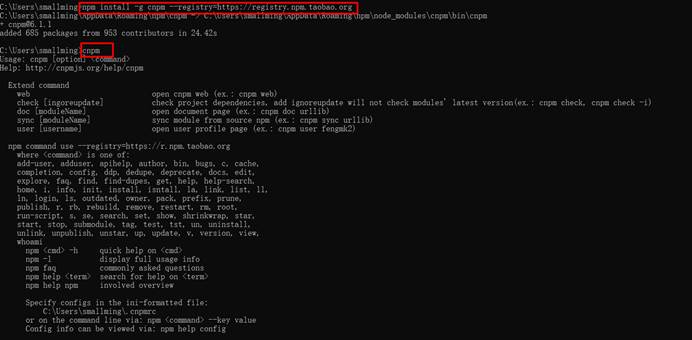 C:\Users\smallming>npm install -g cnpm --registry=https://registry.npm.taobao.org
C:\Users\smallming\AppData\Roaming\npm\cnpm -> C:\Users\smallming\AppData\Roaming\npm\node_modules\cnpm\bin\cnpm
+ cnpm@6.1.1
added 685 packages from 953 contributors in 24.42s
C:\Users\smallming>cnpm
Usage: cnpm [option] <command>
Help: http://cnpmjs.org/help/cnpm
Extend command
web open cnpm web (ex.: cnpm web)
check [ingoreupdate] check project dependencies, add ignoreupdate will not check modules' latest version(ex.: cnpm check, cnpm check -i)
doc [moduleName] open document page (ex.: cnpm doc urllib)
sync [moduleName] sync module from source npm (ex.: cnpm sync urllib)
user [username] open user profile page (ex.: cnpm user fengmk2)
npm command use --registry=https://r.npm.taobao.org
where <command> is one of:
add-user, adduser, apihelp, author, bin, bugs, c, cache,
completion, config, ddp, dedupe, deprecate, docs, edit,
explore, faq, find, find-dupes, get, help, help-search,
home, i, info, init, install, isntall, la, link, list, ll,
ln, login, ls, outdated, owner, pack, prefix, prune,
publish, r, rb, rebuild, remove, restart, rm, root,
run-script, s, se, search, set, show, shrinkwrap, star,
start, stop, submodule, tag, test, tst, un, uninstall,
unlink, unpublish, unstar, up, update, v, version, view,
whoami
npm <cmd> -h quick help on <cmd>
npm -l display full usage info
npm faq commonly asked questions
npm help <term> search for help on <term>
npm help npm involved overview
Specify configs in the ini-formatted file:
C:\Users\smallming\.cnpmrc
or on the command line via: npm <command> --key value
Config info can be viewed via: npm help config